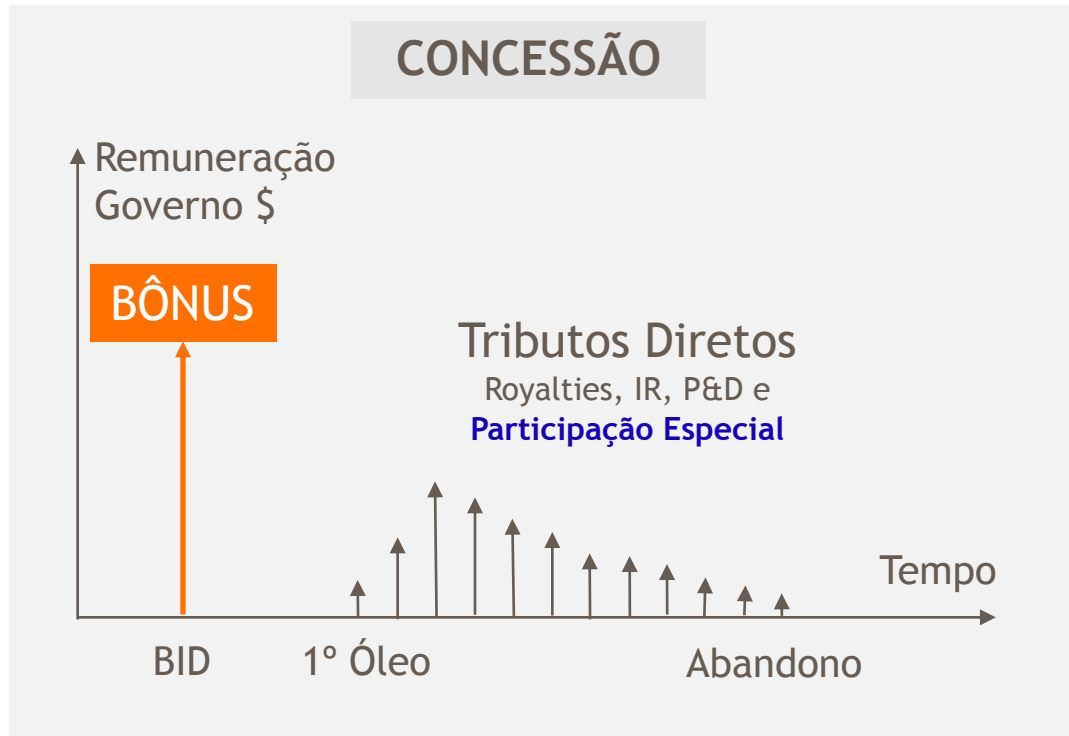 CONCESSÃO
Remuneração
Governo $
BÔNUS
Tributos Diretos
Royalties, IR, P&D e
Participação Especial
Tempo
BID
1º Óleo
Abandono